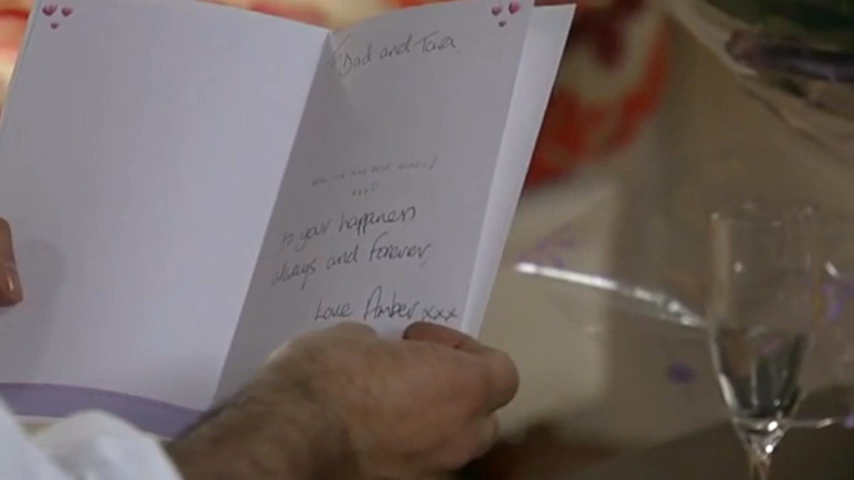 Dad and Tara,
to your happiness
always and forever,
Love Amber xxx